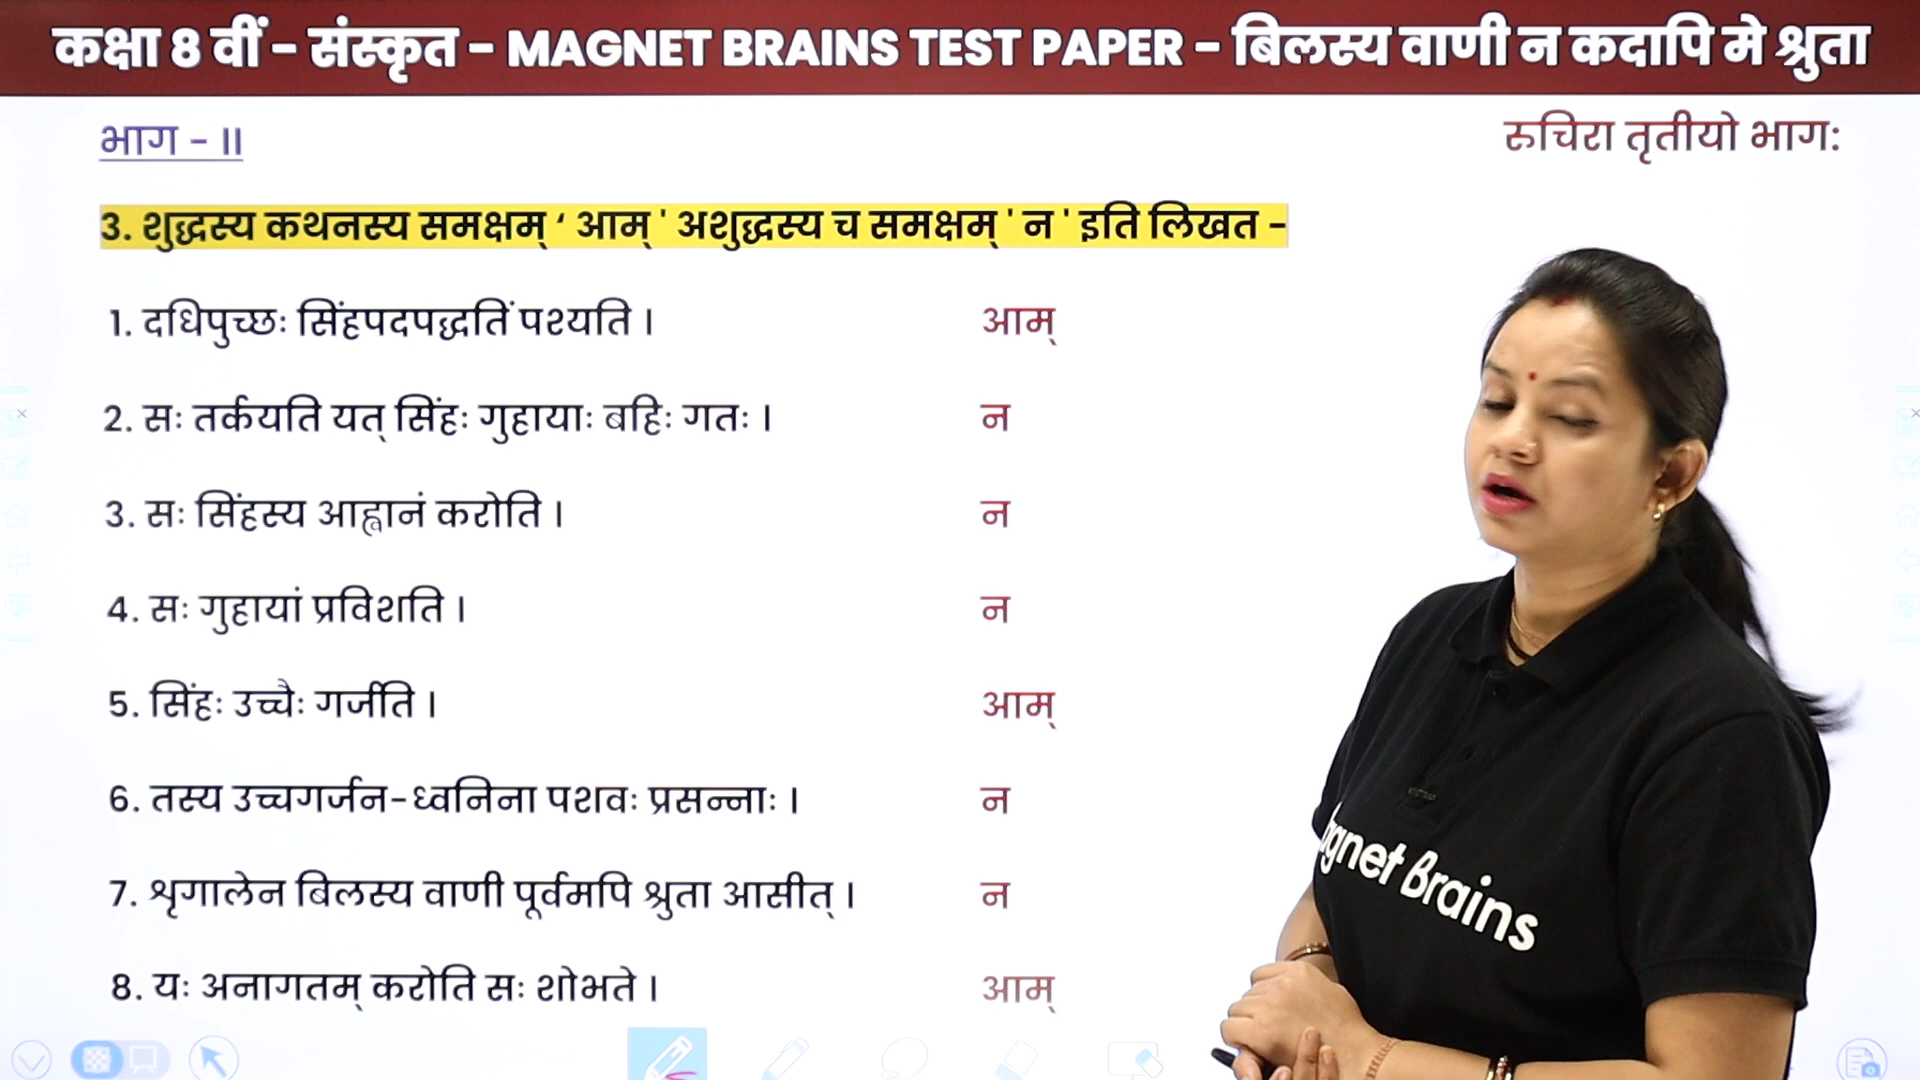 कक्षा 8 वीं – संस्कृत – MAGNET BRAINS TEST PAPER – बिलस्य वाणी न कदापि मे श्रुता
भाग – II
रुचिरा तृतीयो भाग:
3. शुद्धस्य कथनस्य समक्षम् ‘ आम् ' अशुद्धस्य च समक्षम् ' न ' इति लिखत –
1. दधिपुच्छः सिंहपदपद्धतिं पश्यति । आम्
2. सः तर्कयति यत् सिंहः गुहायाः बहिः गतः । न
3. सः सिंहस्य आह्वानं करोति । न
4. सः गुहायां प्रविशति । न
5. सिंहः उच्चैः गर्जति । आम्
6. तस्य उच्चगर्जन-ध्वनिना पशवः प्रसन्नाः । न
7. शृगालेन बिलस्य वाणी पूर्वमपि श्रुता आसीत् । न
8. यः अनागतम् करोति सः शोभते । आम्
gnet Brains